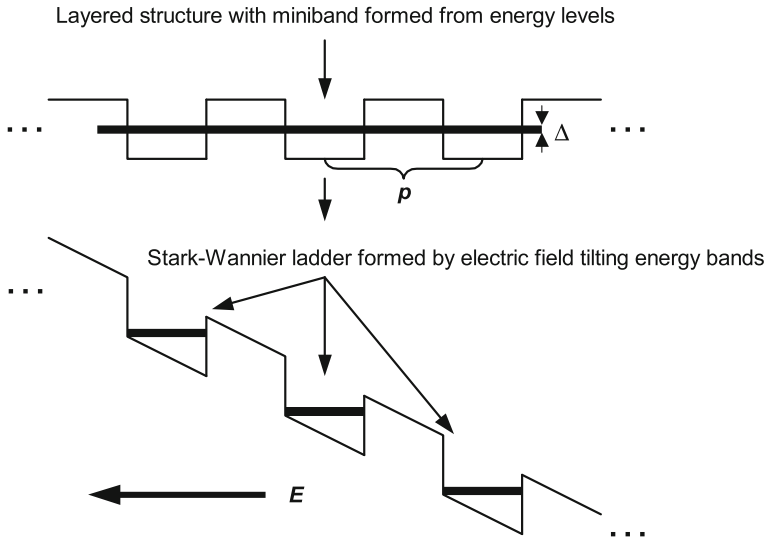 Layered structure with miniband formed from energy levels
... Δ ...
p
Stark-Wannier ladder formed by electric field tilting energy bands
...
E
...